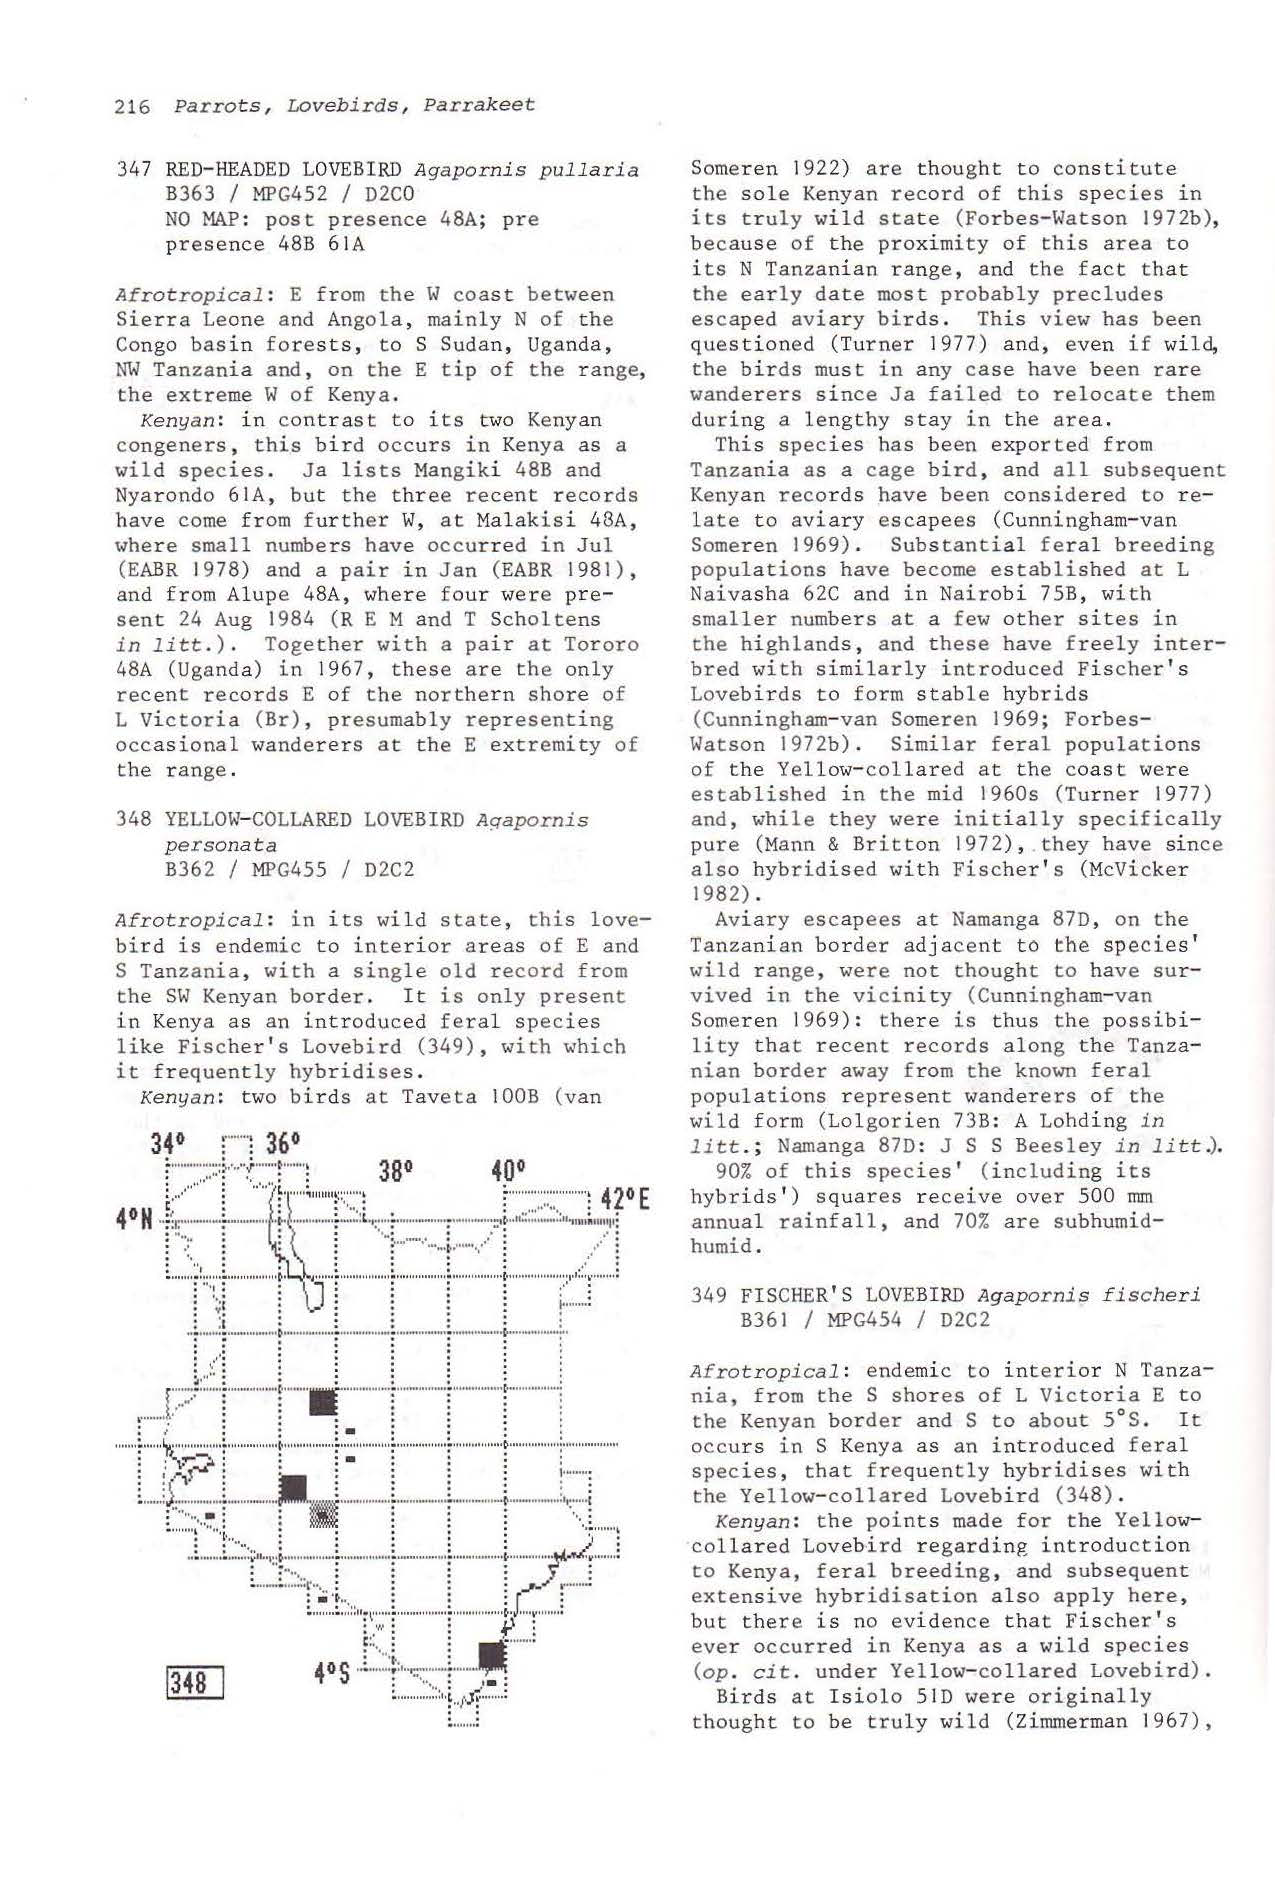 216 Parrots, Lovebirds, Parrakeet
347 RED-HEADED LOVEBIRD Agapornis pullaria
B363 / MPG452 / D2C0
NO MAP: post presence 48A; pre
presence 48B 61A
Afrotropical: E from the W coast between
Sierra Leone and Angola, mainly N of the
Congo basin forests, to S Sudan, Uganda,
NW Tanzania and, on the E tip of the range,
the extreme W of Kenya.
Kenyan: in contrast to its two Kenyan
congeners, this bird occurs in Kenya as a
wild species. Ja lists Mangiki 48B and
Nyarondo 61A, but the three recent records
have come from further W, at Malakisi 48A,
where small numbers have occurred in Jul
(EABR 1978) and a pair in Jan (EABR 1981),
and from Alupe 48A, where four were pre-
sent 24 Aug 1984 (R E M and T Scholtens
in litt.). Together with a pair at Tororo
48A (Uganda) in 1967, these are the only
recent records E of the northern shore of
L Victoria (Br), presumably representing
occasional wanderers at the E extremity of
the range.
348 YELLOW-COLLARED LOVEBIRD Agapornis
personata
B362 / MPG455 / D2C2
Afrotropical: in its wild state, this love-
bird is endemic to interior areas of E and
S Tanzania, with a single old record from
the SW Kenyan border. It is only present
in Kenya as an introduced feral species
like Fischer's Lovebird (349), with which
it frequently hybridises.
Kenyan: two birds at Taveta 100B (van
34° 36°
38° 40°
42°E
4°N
4°S
348
Someren 1922) are thought to constitute
the sole Kenyan record of this species in
its truly wild state (Forbes-Watson 1972b),
because of the proximity of this area to
its N Tanzanian range, and the fact that
the early date most probably precludes
escaped aviary birds. This view has been
questioned (Turner 1977) and, even if wild,
the birds must in any case have been rare
wanderers since Ja failed to relocate them
during a lengthy stay in the area.
This species has been exported from
Tanzania as a cage bird, and all subsequent
Kenyan records have been considered to re-
late to aviary escapees (Cunningham-van
Someren 1969). Substantial feral breeding
populations have become established at L
Naivasha 62C and in Nairobi 75B, with
smaller numbers at a few other sites in
the highlands, and these have freely inter-
bred with similarly introduced Fischer's
Lovebirds to form stable hybrids
(Cunningham-van Someren 1969; Forbes-
Watson 1972b). Similar feral populations
of the Yellow-collared at the coast were
established in the mid 1960s (Turner 1977)
and, while they were initially specifically
pure (Mann & Britton 1972), they have since
also hybridised with Fischer's (McVicker
1982).
Aviary escapees at Namanga 87D, on the
Tanzanian border adjacent to the species'
wild range, were not thought to have sur-
vived in the vicinity (Cunningham-van
Someren 1969): there is thus the possibi-
lity that recent records along the Tanza-
nian border away from the known feral
populations represent wanderers of the
wild form (Lolgorien 73B: A Lohding in
litt.; Namanga 87D: J S S Beesley in litt.).
90% of this species' (including its
hybrids') squares receive over 500 mm
annual rainfall, and 70% are subhumid-
humid.
349 FISCHER'S LOVEBIRD Agapornis fischeri
B361 / MPG454 / D2C2
Afrotropical: endemic to interior N Tanza-
nia, from the S shores of L Victoria E to
the Kenyan border and S to about 5°S. It
occurs in S Kenya as an introduced feral
species, that frequently hybridises with
the Yellow-collared Lovebird (348).
Kenyan: the points made for the Yellow-
collared Lovebird regarding introduction
to Kenya, feral breeding, and subsequent
extensive hybridisation also apply here,
but there is no evidence that Fischer's
ever occurred in Kenya as a wild species
(op. cit. under Yellow-collared Lovebird).
Birds at Isiolo 51D were originally
thought to be truly wild (Zimmerman 1967),